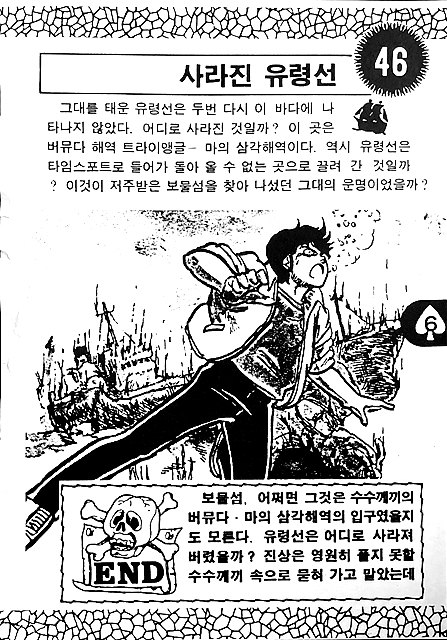 46
사라진 유령선
그대를 태운 유령선은 두번 다시 이 바다에 나
타나지 않았다. 어디로 사라진 것일까? 이 곳은
버뮤다 해역 트라이앵글- 마의 삼각해역이다. 역시 유령선은
타임스포트로 들어가 돌아 올 수 없는 곳으로 끌려 간 것일까
? 이것이 저주받은 보물섬을 찾아 나섰던 그대의 운명이었을까?
6
보물섬, 어쩌면 그것은 수수께끼의
버뮤다·마의 삼각해역의 입구였을지
도 모른다. 유령선은 어디로 사라져
버렸을까? 진상은 영원히 풀지 못할
수수께끼 속으로 묻혀 가고 말았는데
END